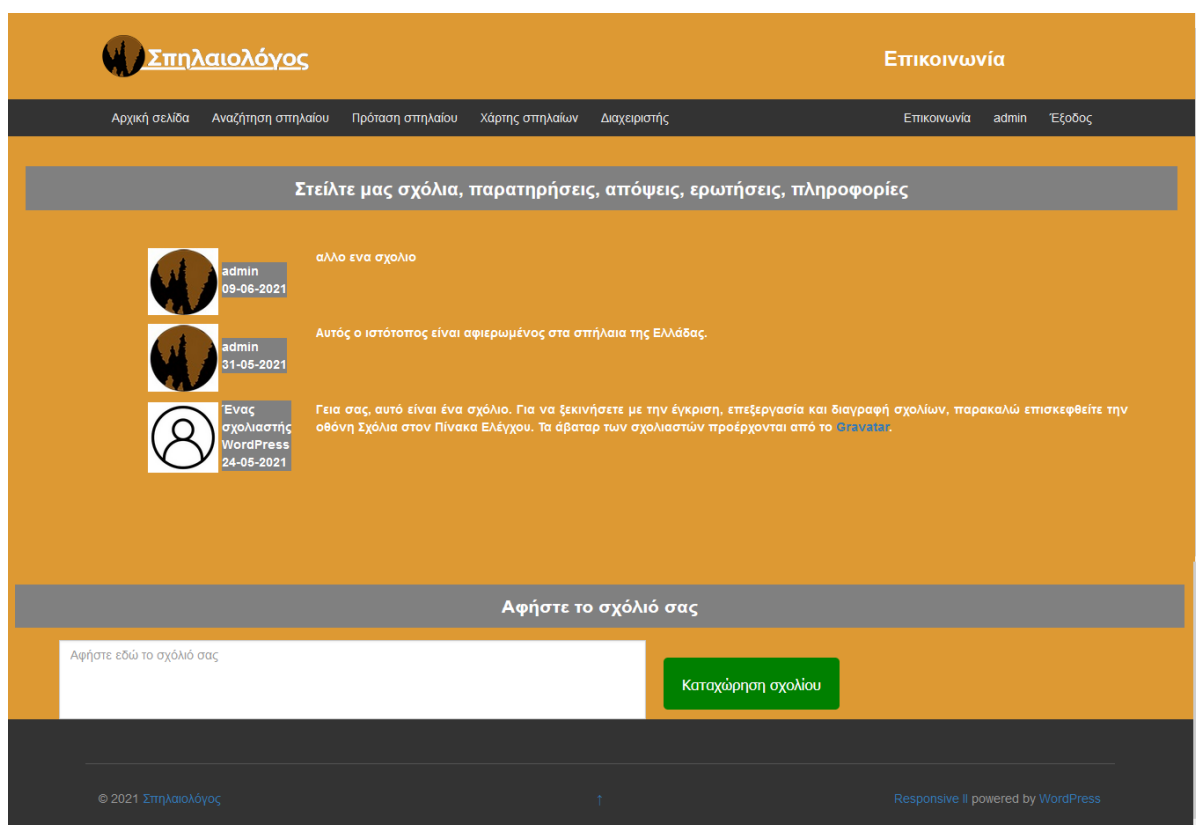 Σπηλαιολόγος
Επικοινωνία
Αρχική σελίδα Αναζήτηση σπηλαίου Πρόταση σπηλαίου Χάρτης σπηλαίων Διαχειριστής Επικοινωνία admin Έξοδος
Στείλτε μας σχόλια, παρατηρήσεις, απόψεις, ερωτήσεις, πληροφορίες
admin
09-06-2021
αλλο ενα σχολιο
admin
31-05-2021
Αυτός ο ιστότοπος είναι αφιερωμένος στα σπήλαια της Ελλάδας.
Ένας
σχολιαστής
WordPress
24-05-2021
Γεια σας, αυτό είναι ένα σχόλιο. Για να ξεκινήσετε με την έγκριση, επεξεργασία και διαγραφή σχολίων, παρακαλώ επισκεφθείτε την
οθόνη Σχόλια στον Πίνακα Ελέγχου. Τα άβαταρ των σχολιαστών προέρχονται από το Gravatar.
Αφήστε το σχόλιό σας
Αφήστε εδώ το σχόλιό σας
Καταχώρηση σχολίου
© 2021 Σπηλαιολόγος ↑ Responsive II powered by WordPress